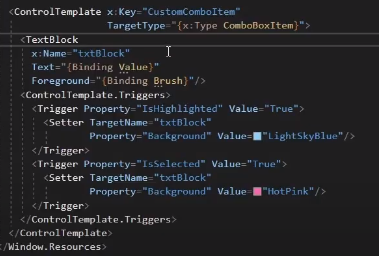 <ControlTemplate x:Key="CustomComboItem"
TargetType="{x:Type ComboBoxItem}">
<TextBlock
x:Name="txtBlock"
Text="{Binding Value}"
Foreground="{Binding Brush}"/>
<ControlTemplate.Triggers>
<Trigger Property="IsHighlighted" Value="True">
<Setter TargetName="txtBlock"
Property="Background" Value="LightSkyBlue"/>
</Trigger>
<Trigger Property="IsSelected" Value="True">
<Setter TargetName="txtBlock"
Property="Background" Value="HotPink"/>
</Trigger>
</ControlTemplate.Triggers>
</ControlTemplate>
</Window.Resources>